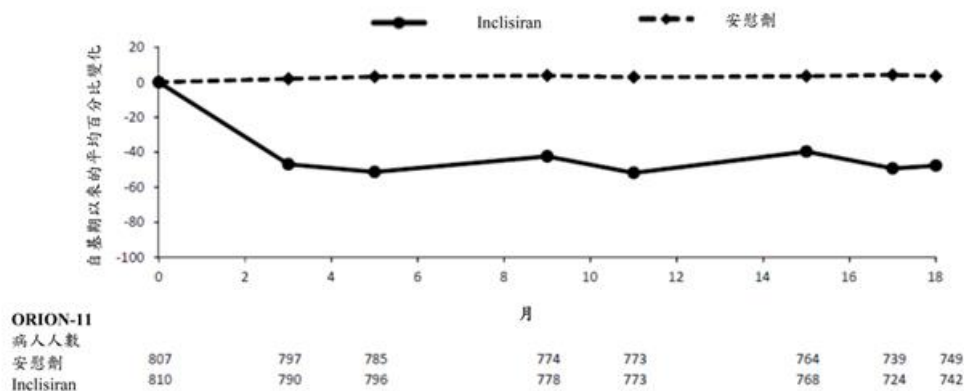 Inclisiran 安慰劑
自基期以來的平均百分比變化
20
0
-20
-40
-60
-80
-100
0 2 4 6 8 10 12 14 16 18
月
ORION-11
病人人數
安慰劑 807 797 785 774 773 764 739 749
Inclisiran 810 790 796 778 773 768 724 742